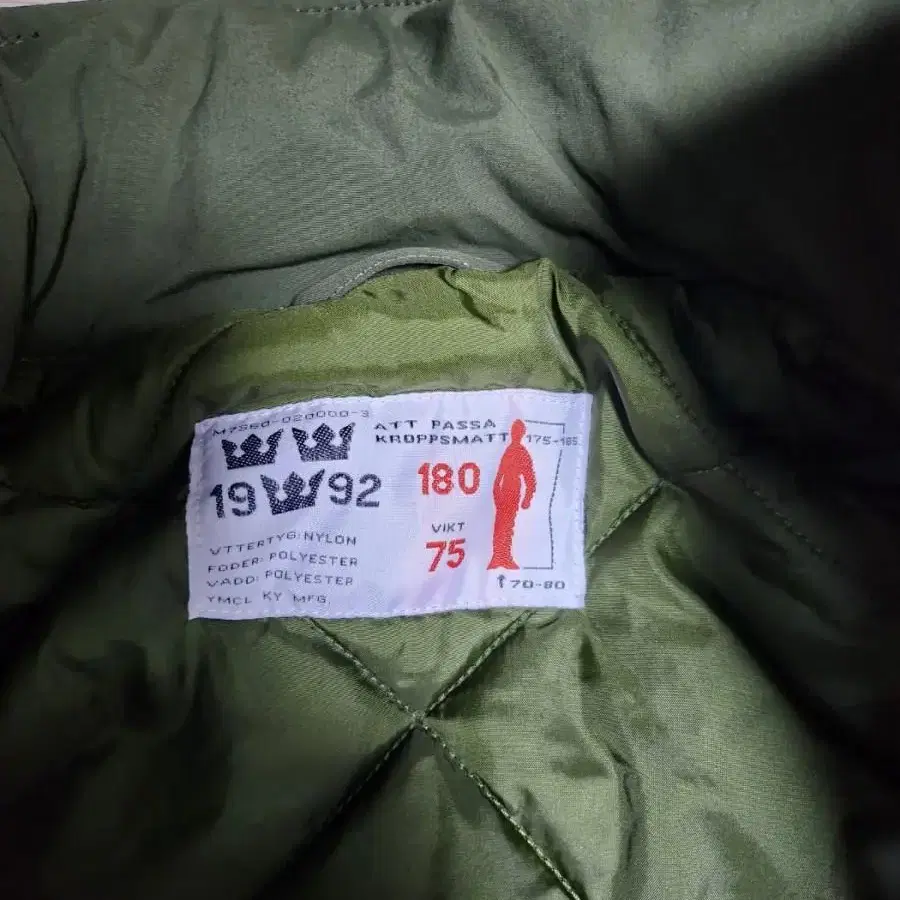 M7350-020000-3
ATT PASSA
KROPPSMATT 175-185
19 92
180
VIKT
75
YTTERTYG: NYLON
FODER: POLYESTER
VADD: POLYESTER
YMCL KY MFG.
↑70-80